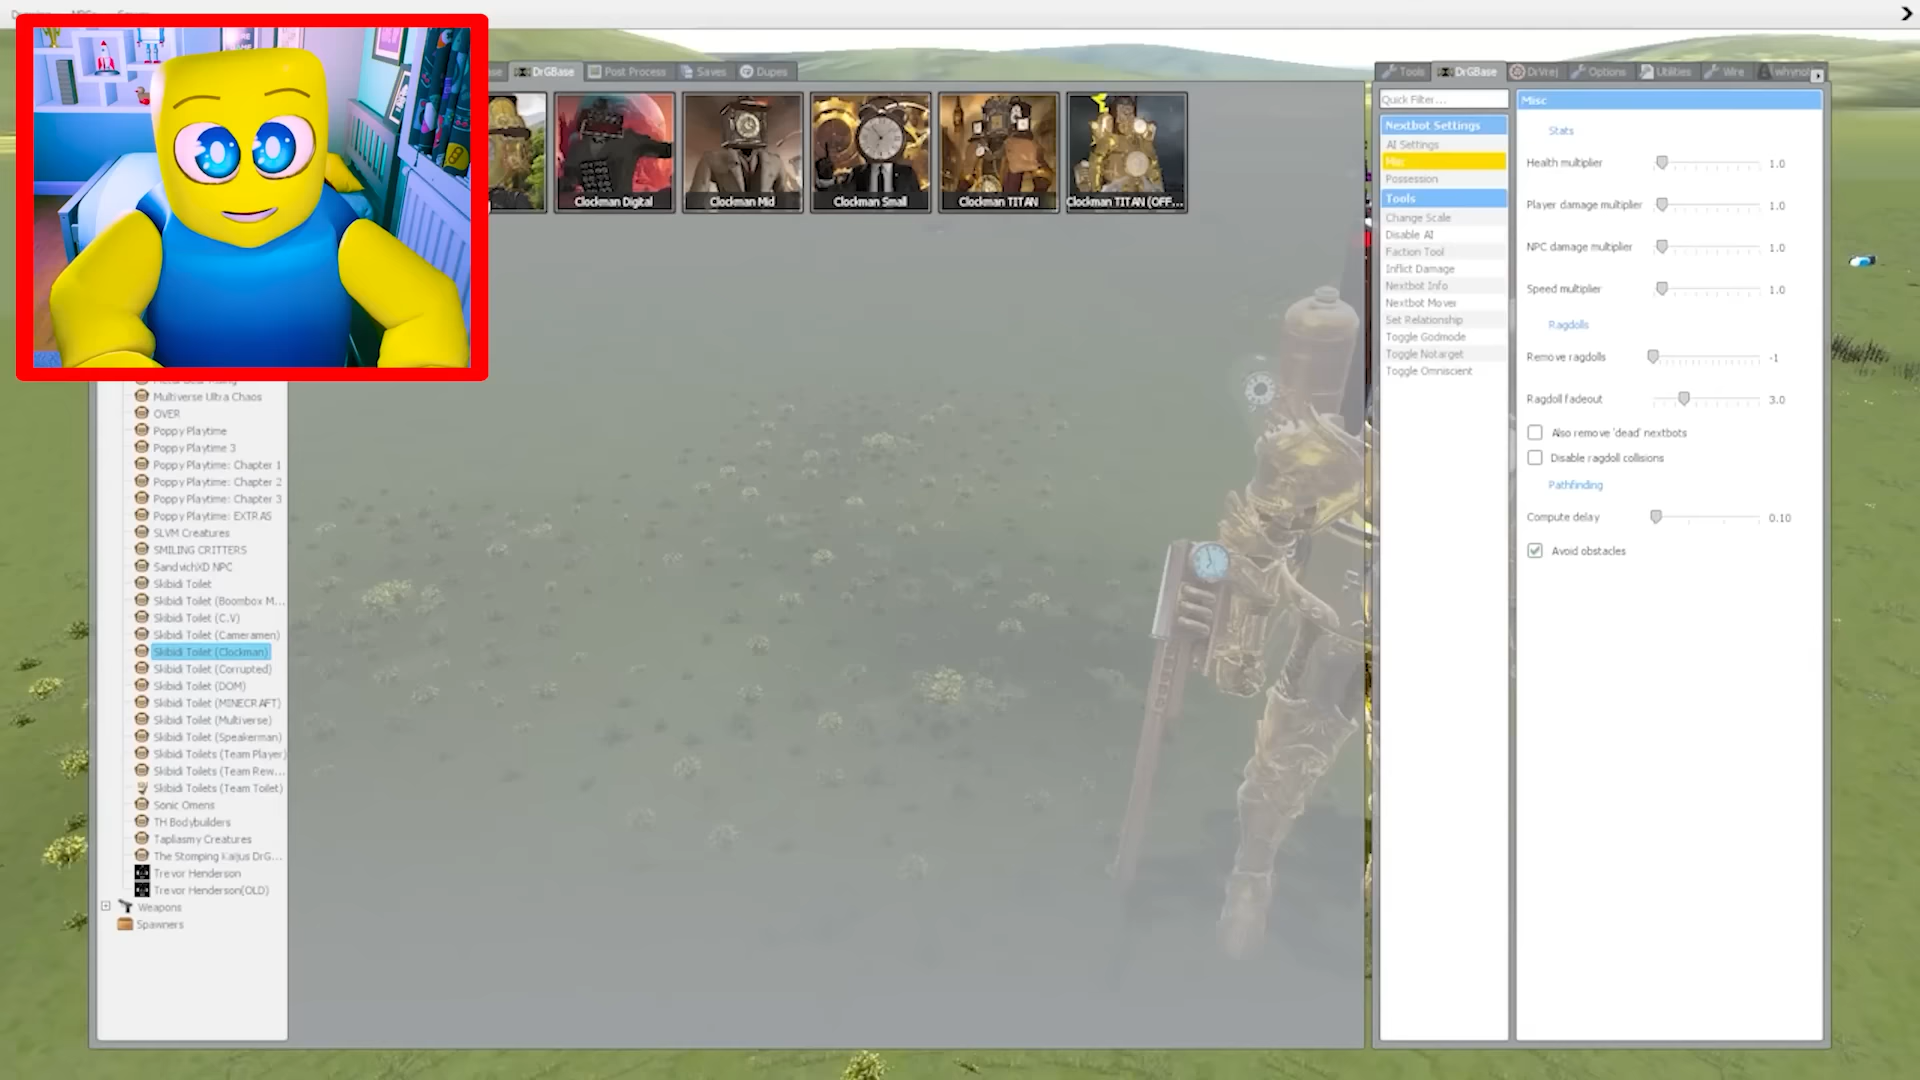 DrGBase
Post Process
Saves
Dupes
Clockman Digital
Clockman Mid
Clockman Small
Clockman TITAN
Clockman TITAN (OFF...
Multiverse Ultra Chaos
OVER
Poppy Playtime
Poppy Playtime 3
Poppy Playtime: Chapter 1
Poppy Playtime: Chapter 2
Poppy Playtime: Chapter 3
Poppy Playtime: EXTRAS
SLVM Creatures
SMILING CRITTERS
SandvichXD NPC
Skibidi Toilet
Skibidi Toilet (Boombox M...
Skibidi Toilet (C.V)
Skibidi Toilet (Cameramen)
Skibidi Toilet (Clockman)
Skibidi Toilet (Corrupted)
Skibidi Toilet (DOM)
Skibidi Toilet (MINECRAFT)
Skibidi Toilet (Multiverse)
Skibidi Toilet (Speakerman)
Skibidi Toilets (Team Player)
Skibidi Toilets (Team Rew...
Skibidi Toilets (Team Toilet)
Sonic Omens
TH Bodybuilders
Tapliasmy Creatures
The Stomping Kaijus DrG...
Trevor Henderson
Trevor Henderson(OLD)
Weapons
Spawners
Tools
DrGBase
DrVrej
Options
Utilities
Wire
whyno
Quick Filter...
Nextbot Settings
AI Settings
Misc
Possession
Tools
Change Scale
Disable AI
Faction Tool
Inflict Damage
Nextbot Info
Nextbot Mover
Set Relationship
Toggle Godmode
Toggle Notarget
Toggle Omniscient
Misc
Stats
Health multiplier 1.0
Player damage multiplier 1.0
NPC damage multiplier 1.0
Speed multiplier 1.0
Ragdolls
Remove ragdolls -1
Ragdoll fadeout 3.0
Also remove 'dead' nextbots
Disable ragdoll collisions
Pathfinding
Compute delay 0.10
Avoid obstacles